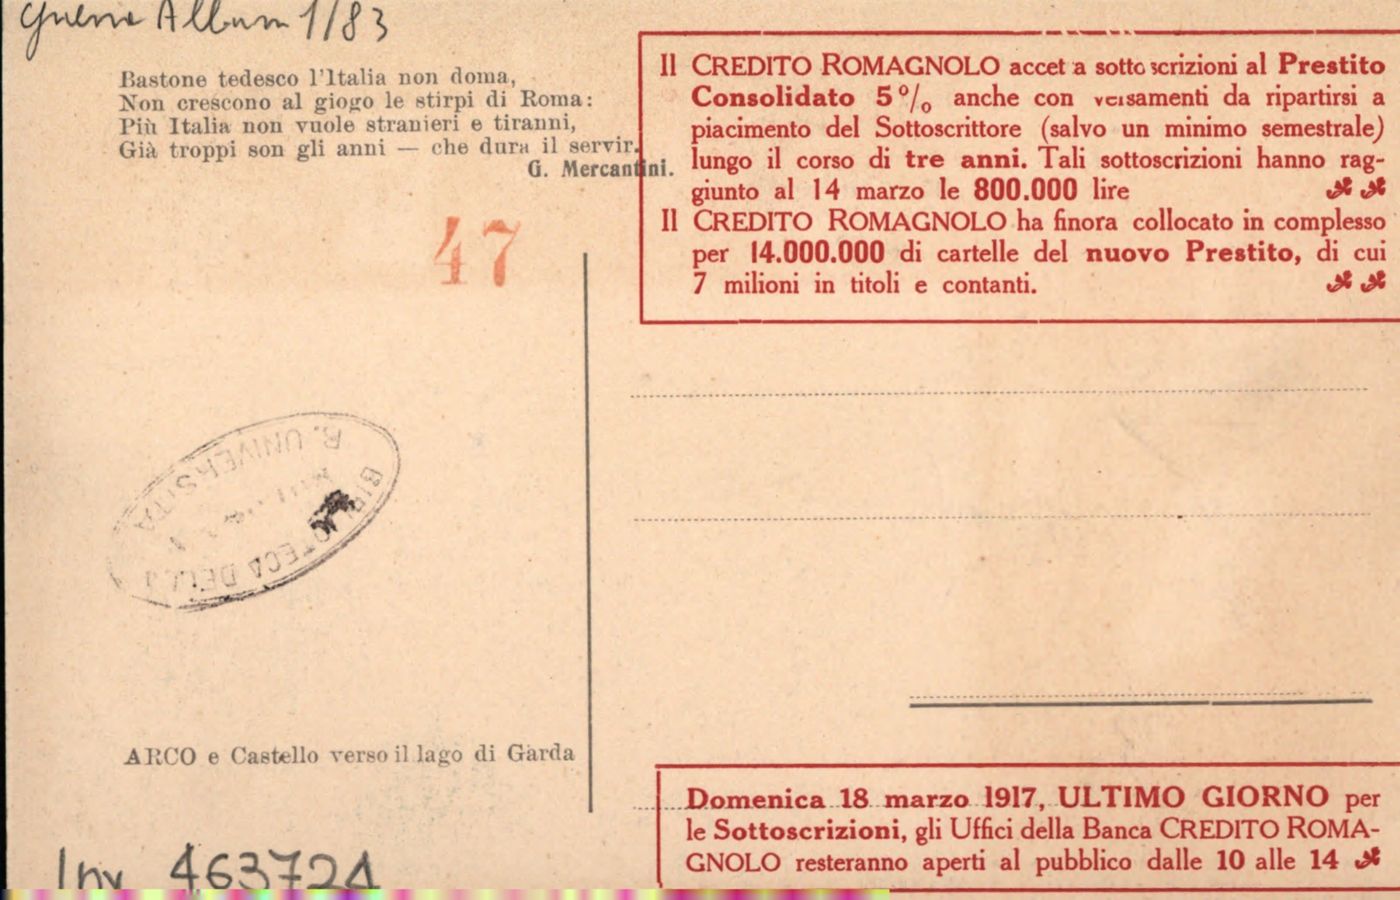 Guerra Album 1/83
Bastone tedesco l'Italia non doma,
Non crescono al giogo le stirpi di Roma:
Più Italia non vuole stranieri e tiranni,
Già troppi son gli anni — che dura il servir.
G. Mercantini.
47
R. UNIVERSITA
BIBLIOTECA DELLA
ARCO e Castello verso il lago di Garda
Inv 463724
Il CREDITO ROMAGNOLO accetta sottoscrizioni al Prestito
Consolidato 5% anche con versamenti da ripartirsi a
piacimento del Sottoscrittore (salvo un minimo semestrale)
lungo il corso di tre anni. Tali sottoscrizioni hanno rag-
giunto al 14 marzo le 800.000 lire
Il CREDITO ROMAGNOLO ha finora collocato in complesso
per 14.000.000 di cartelle del nuovo Prestito, di cui
7 milioni in titoli e contanti.
Domenica 18 marzo 1917, ULTIMO GIORNO per
le Sottoscrizioni, gli Uffici della Banca CREDITO ROMA-
GNOLO resteranno aperti al pubblico dalle 10 alle 14